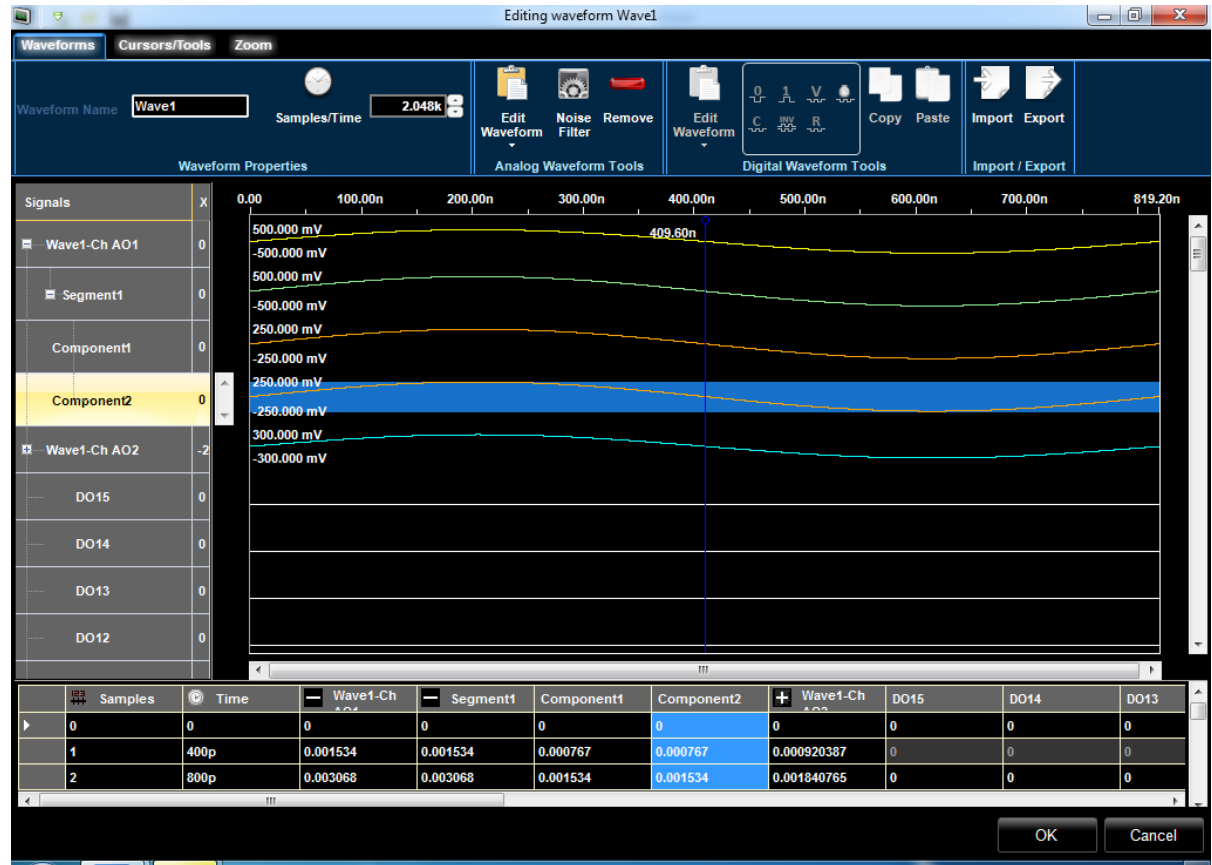 Editing waveform Wave1
Waveforms Cursors/Tools Zoom
Waveform Name Wave1
Samples/Time 2.048k
Edit Waveform
Noise Filter
Remove
Edit Waveform
0 1 V
C INV R
Copy Paste
Import Export
Waveform Properties
Analog Waveform Tools
Digital Waveform Tools
Import / Export
Signals X
0.00 100.00n 200.00n 300.00n 400.00n 500.00n 600.00n 700.00n 819.20n
409.60n
Wave1-Ch AO1 0
500.000 mV
-500.000 mV
Segment1 0
500.000 mV
-500.000 mV
Component1 0
250.000 mV
-250.000 mV
Component2 0
250.000 mV
-250.000 mV
Wave1-Ch AO2 -2
300.000 mV
-300.000 mV
DO15 0
DO14 0
DO13 0
DO12 0
123 Samples Time Wave1-Ch AO1 Segment1 Component1 Component2 Wave1-Ch AO2 DO15 DO14 DO13
0 0 0 0 0 0 0 0 0 0
1 400p 0.001534 0.001534 0.000767 0.000767 0.000920387 0 0 0
2 800p 0.003068 0.003068 0.001534 0.001534 0.001840765 0 0 0
OK Cancel